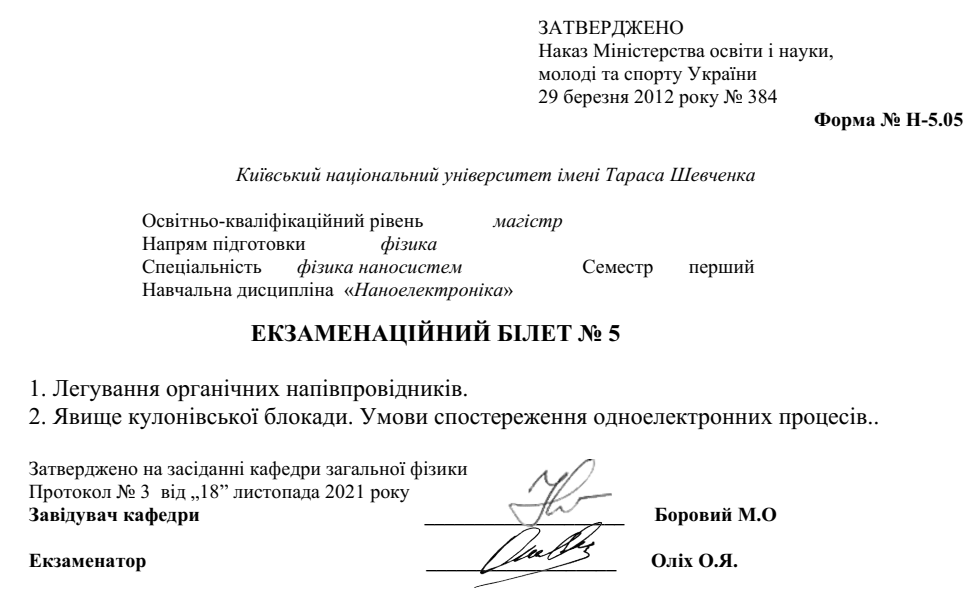 ЗАТВЕРДЖЕНО
Наказ Міністерства освіти і науки,
молоді та спорту України
29 березня 2012 року № 384
Форма № Н-5.05
Київський національний університет імені Тараса Шевченка
Освітньо-кваліфікаційний рівень магістр
Напрям підготовки фізика
Спеціальність фізика наносистем Семестр перший
Навчальна дисципліна «Наноелектроніка»
ЕКЗАМЕНАЦІЙНИЙ БІЛЕТ № 5
1. Легування органічних напівпровідників.
2. Явище кулонівської блокади. Умови спостереження одноелектронних процесів..
Затверджено на засіданні кафедри загальної фізики
Протокол № 3 від „18” листопада 2021 року
Завідувач кафедри Боровий М.О
Екзаменатор Оліх О.Я.